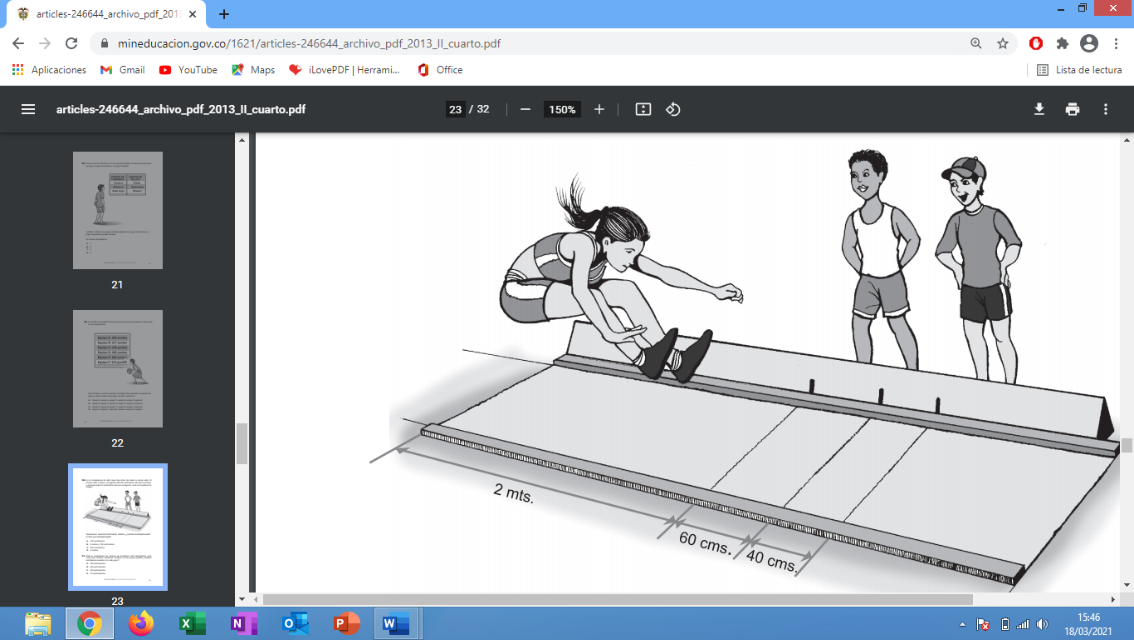 articles-246644_archivo_pdf_201
mineducacion.gov.co/1621/articles-246644_archivo_pdf_2013_II_cuarto.pdf
Aplicaciones
Gmail
YouTube
Maps
iLovePDF | Herrami...
Office
Lista de lectura
articles-246644_archivo_pdf_2013_II_cuarto.pdf
23 / 32
150%
21
22
23
2 mts.
60 cms.
40 cms.
15:46
18/03/2021